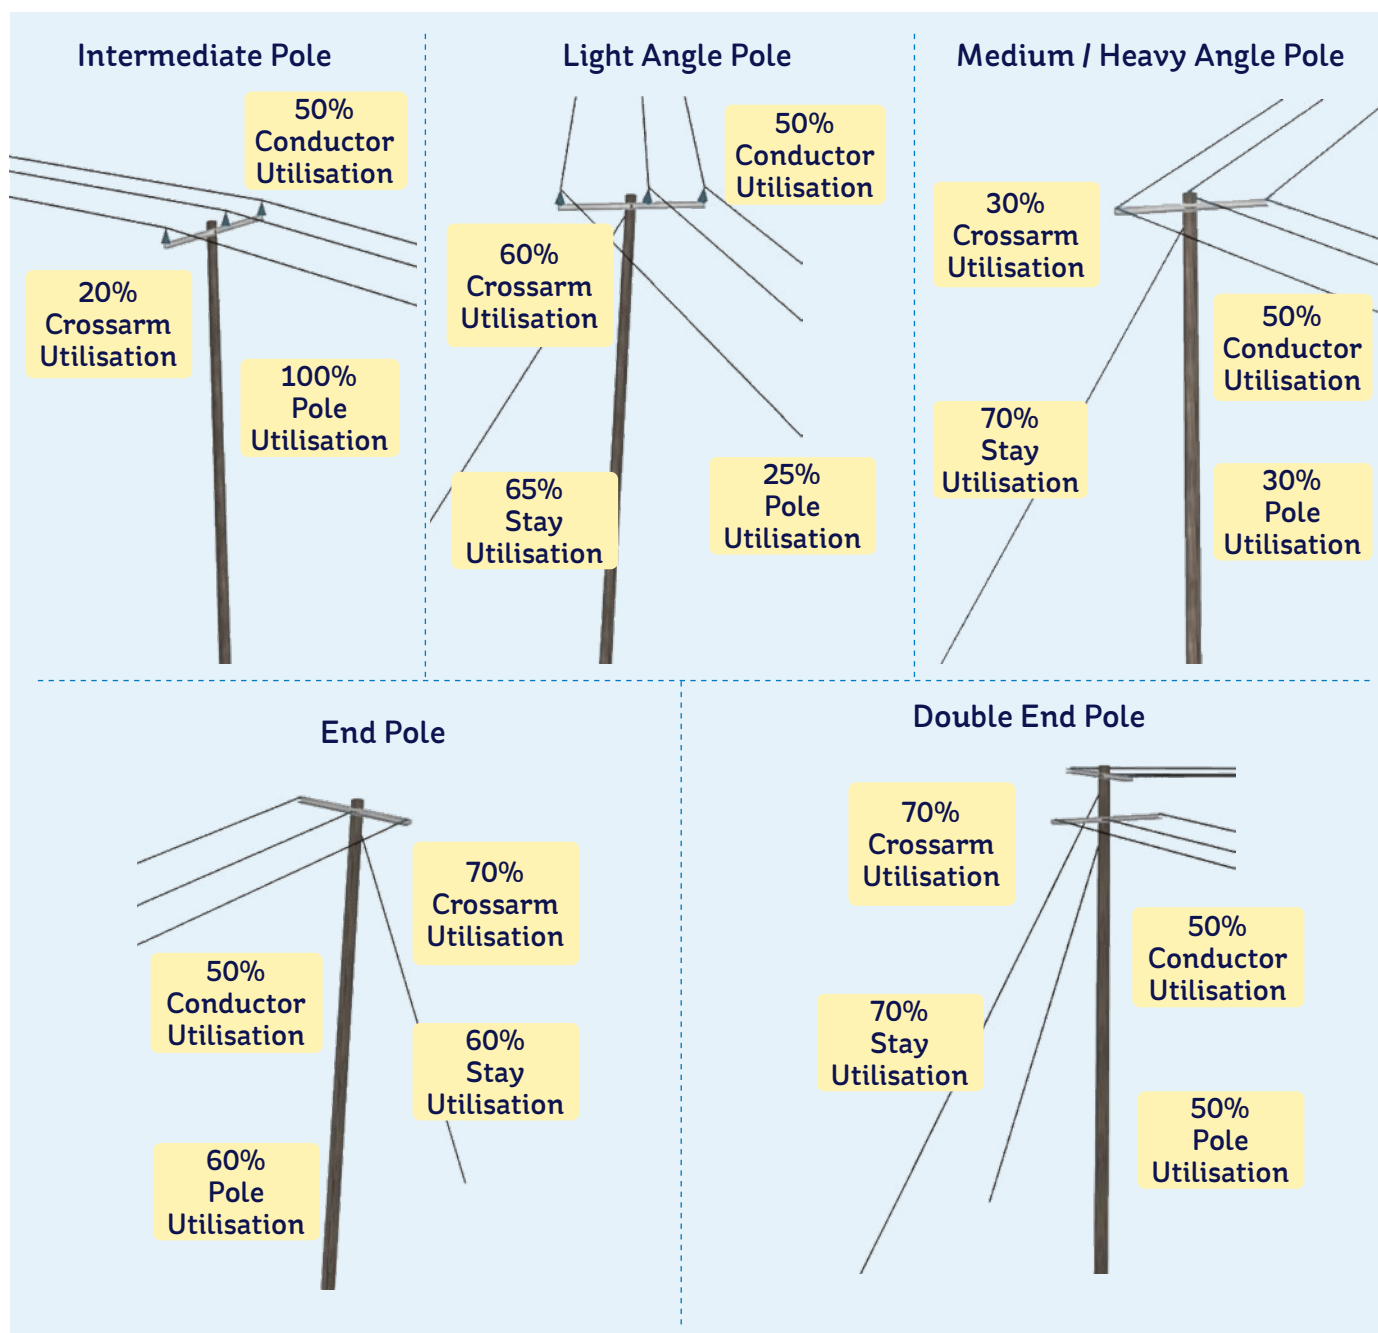 Intermediate Pole
50%
Conductor
Utilisation
20%
Crossarm
Utilisation
100%
Pole
Utilisation
Light Angle Pole
50%
Conductor
Utilisation
60%
Crossarm
Utilisation
65%
Stay
Utilisation
25%
Pole
Utilisation
Medium / Heavy Angle Pole
30%
Crossarm
Utilisation
50%
Conductor
Utilisation
70%
Stay
Utilisation
30%
Pole
Utilisation
End Pole
70%
Crossarm
Utilisation
50%
Conductor
Utilisation
60%
Stay
Utilisation
60%
Pole
Utilisation
Double End Pole
70%
Crossarm
Utilisation
50%
Conductor
Utilisation
70%
Stay
Utilisation
50%
Pole
Utilisation